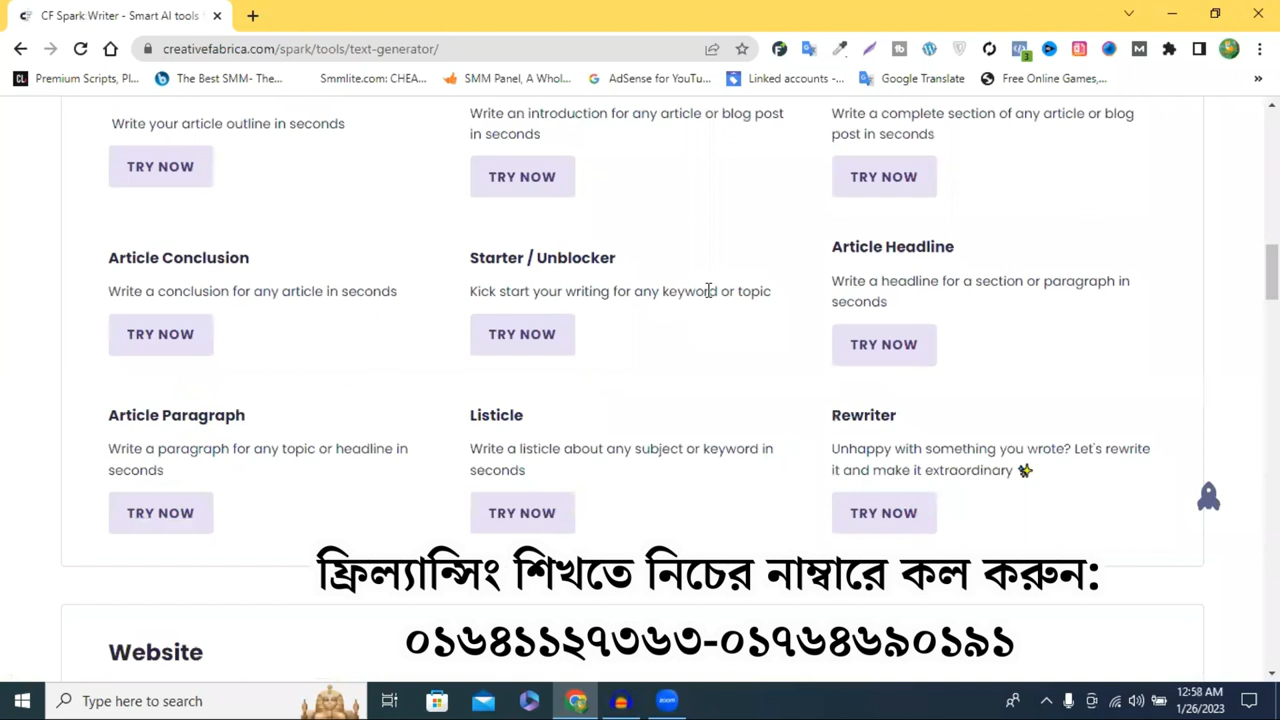 CF Spark Writer - Smart AI tools
creativefabrica.com/spark/tools/text-generator/
Premium Scripts, Pl...
The Best SMM- The...
Smmlite.com: CHEA...
SMM Panel, A Whol...
AdSense for YouTu...
Linked accounts -...
Google Translate
Free Online Games,...
Write your article outline in seconds
TRY NOW
Write an introduction for any article or blog post
in seconds
TRY NOW
Write a complete section of any article or blog
post in seconds
TRY NOW
Article Conclusion
Write a conclusion for any article in seconds
TRY NOW
Starter / Unblocker
Kick start your writing for any keyword or topic
TRY NOW
Article Headline
Write a headline for a section or paragraph in
seconds
TRY NOW
Article Paragraph
Write a paragraph for any topic or headline in
seconds
TRY NOW
Listicle
Write a listicle about any subject or keyword in
seconds
TRY NOW
Rewriter
Unhappy with something you wrote? Let's rewrite
it and make it extraordinary ✨
TRY NOW
ফ্রিল্যান্সিং শিখতে নিচের নাম্বারে কল করুন:
০১৬৪১১২৭৩৬৩-০১৭৬৪৬৯০১৯১
Website
Type here to search
zoom
12:58 AM
1/26/2023